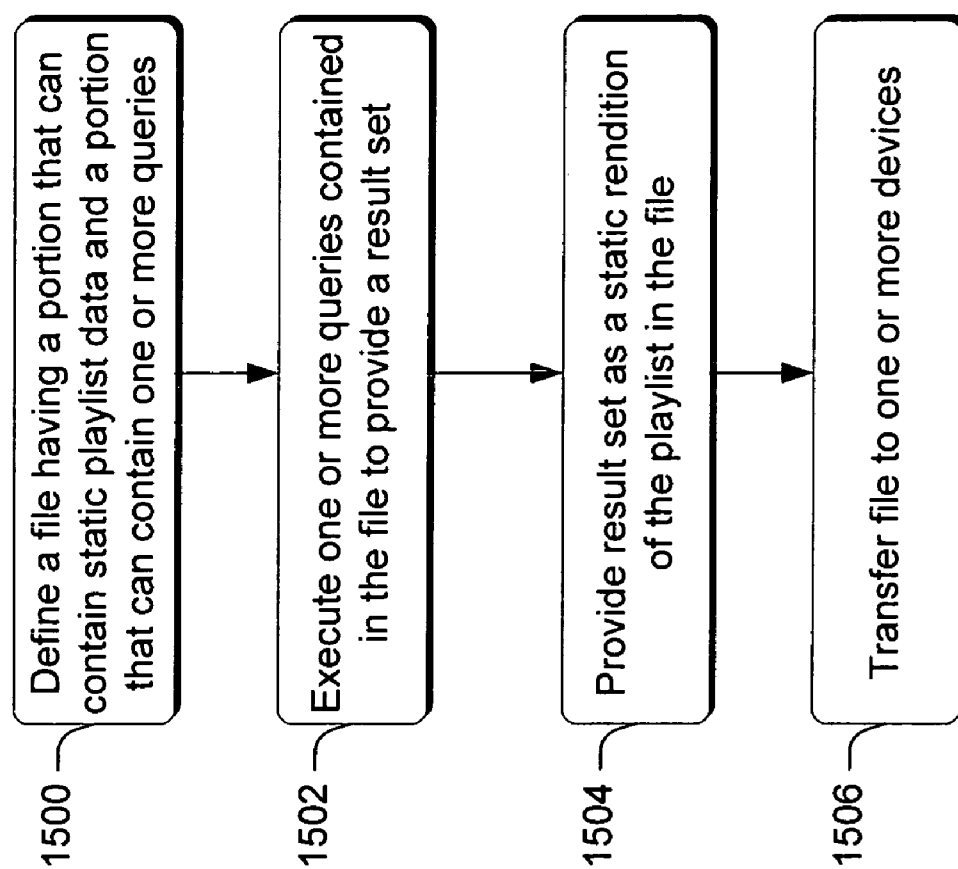 1500
Define a file having a portion that can
contain static playlist data and a portion
that can contain one or more queries
1502
Execute one or more queries contained
in the file to provide a result set
1504
Provide result set as a static rendition
of the playlist in the file
1506
Transfer file to one or more devices